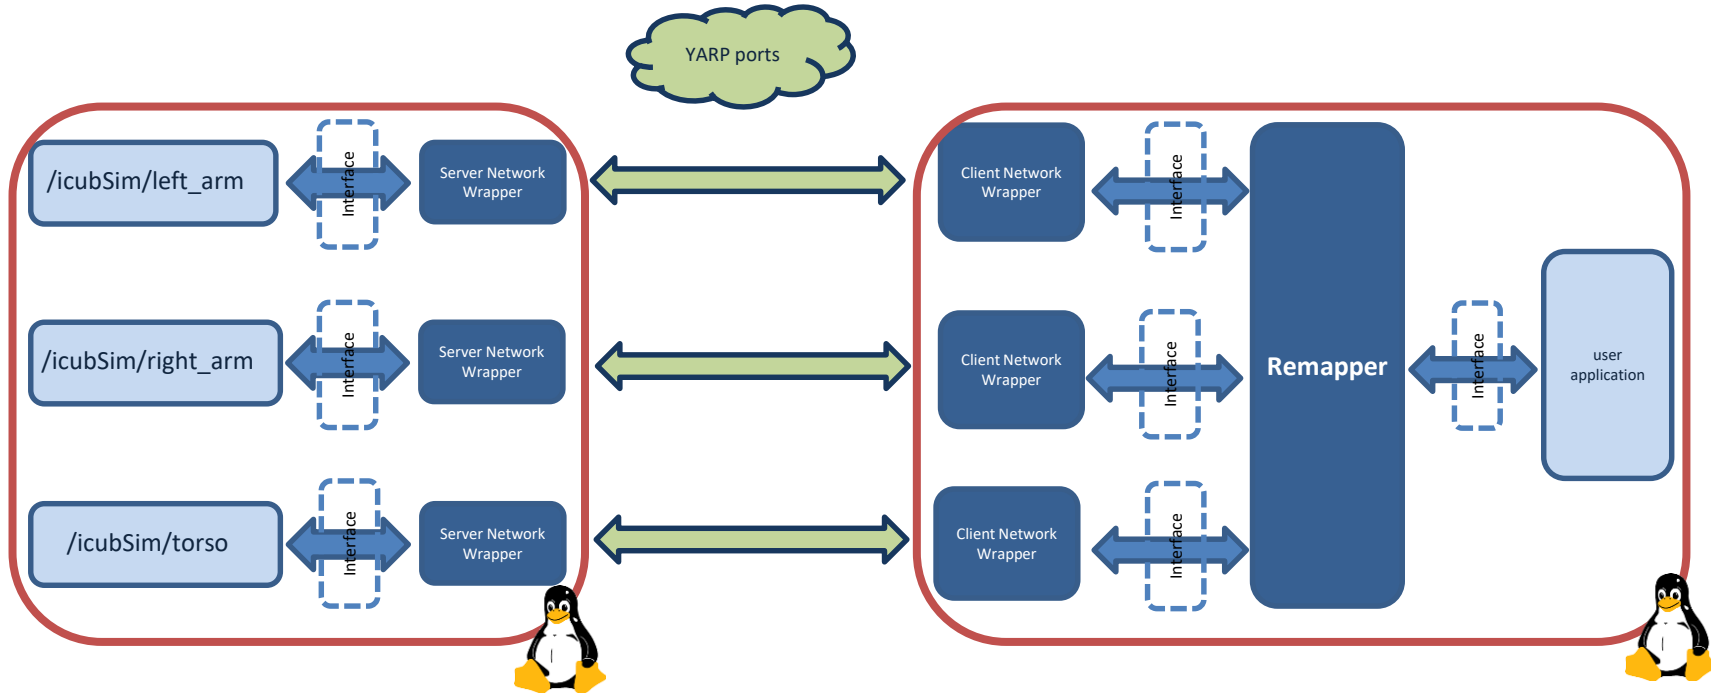 YARP ports
/icubSim/left_arm
Interface
Server Network
Wrapper
Client Network
Wrapper
Interface
/icubSim/right_arm
Interface
Server Network
Wrapper
Client Network
Wrapper
Interface
Remapper
Interface
user
application
/icubSim/torso
Interface
Server Network
Wrapper
Client Network
Wrapper
Interface